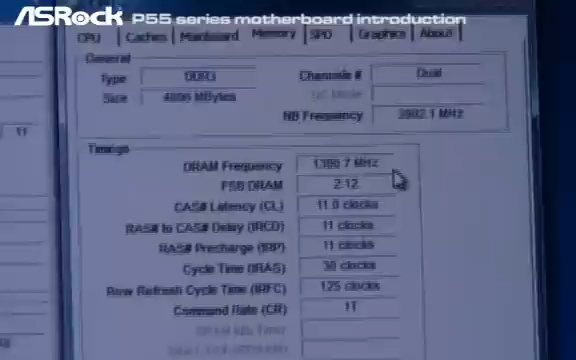 ASRock P55 series motherboard introduction
CPU Caches Mainboard Memory SPD Graphics About
General
Type DDR3 Channels # Dual
Size 4096 MBytes
NB Frequency
Timings
DRAM Frequency
FSB:DRAM 2:12
CAS# Latency (CL) 11.0 clocks
RAS# to CAS# Delay (tRCD) 11 clocks
RAS# Precharge (tRP) 11 clocks
Cycle Time (tRAS) 30 clocks
Row Refresh Cycle Time (tRFC) 125 clocks
Command Rate (CR) 1T